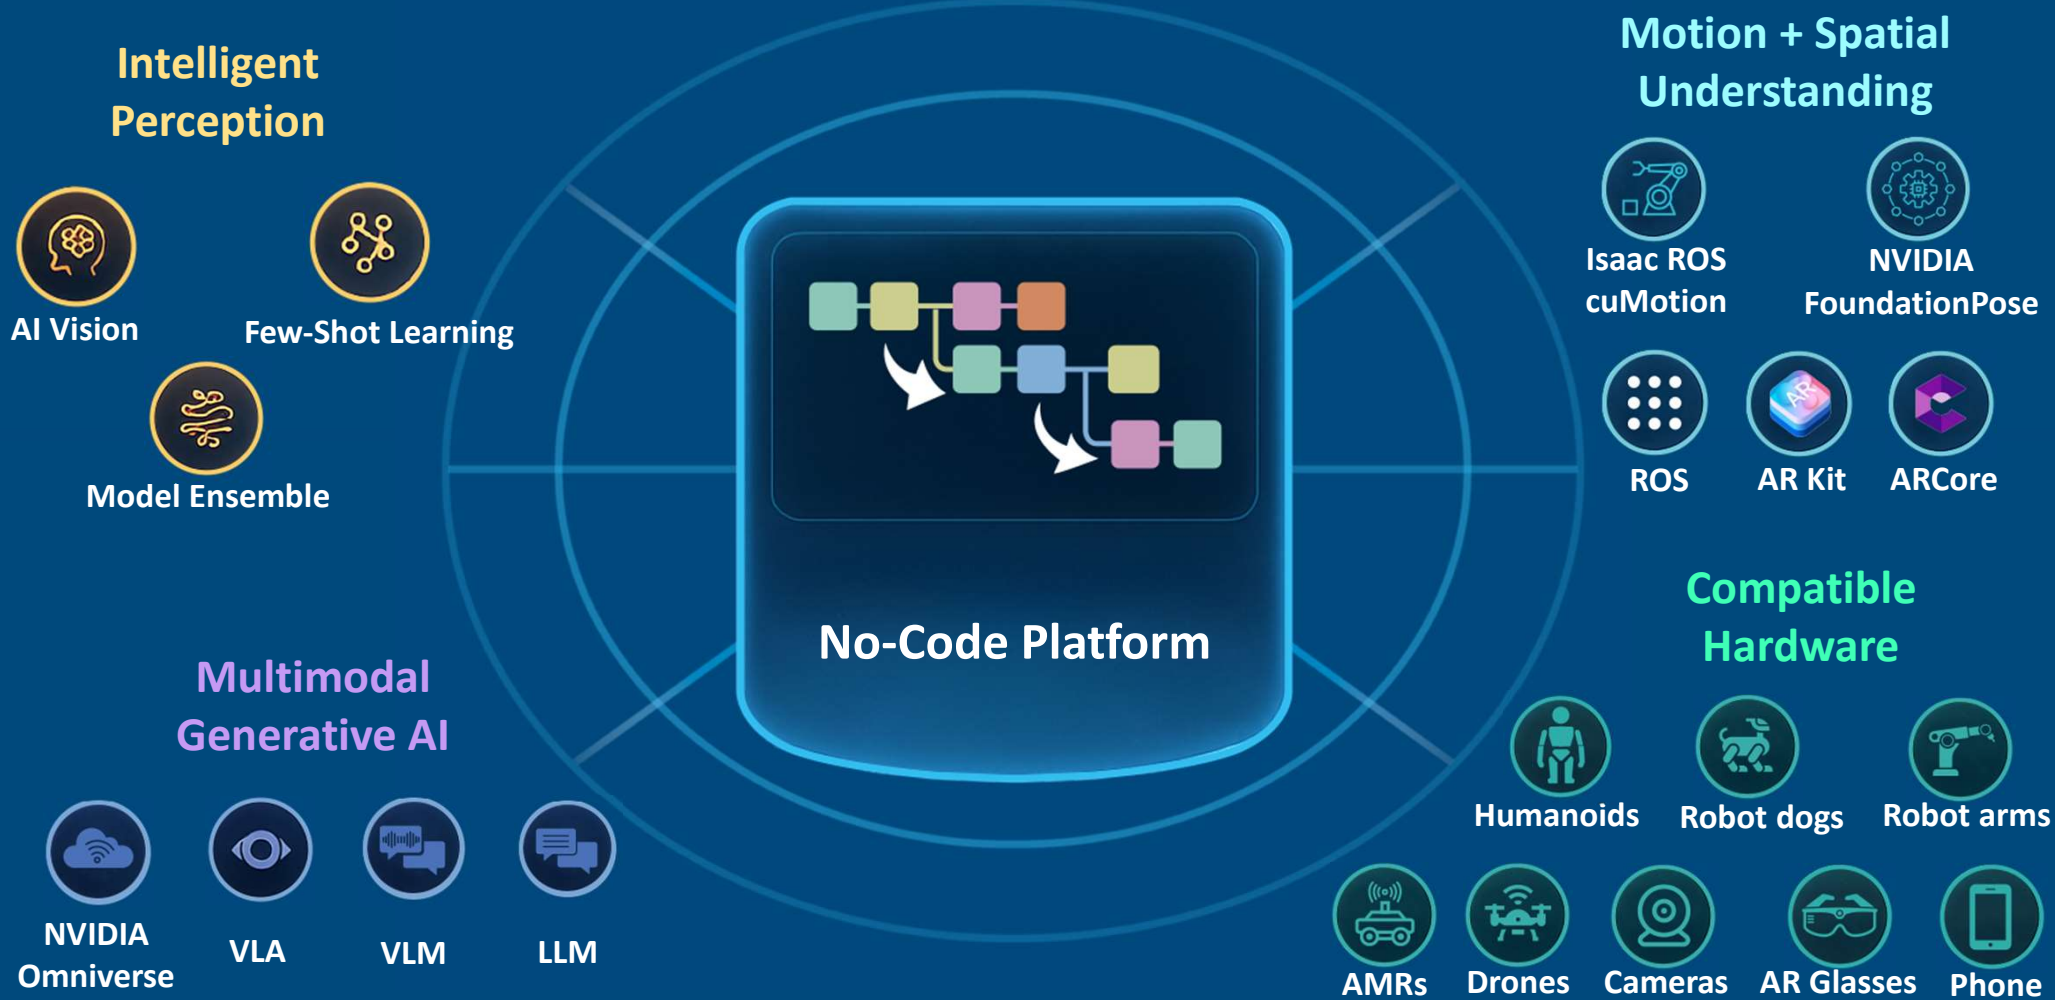 Intelligent
Perception
AI Vision
Few-Shot Learning
Model Ensemble
Motion + Spatial
Understanding
Isaac ROS
cuMotion
NVIDIA
FoundationPose
ROS
AR
AR Kit
ARCore
No-Code Platform
Multimodal
Generative AI
NVIDIA
Omniverse
VLA
VLM
LLM
Compatible
Hardware
Humanoids
Robot dogs
Robot arms
AMRs
Drones
Cameras
AR Glasses
Phone